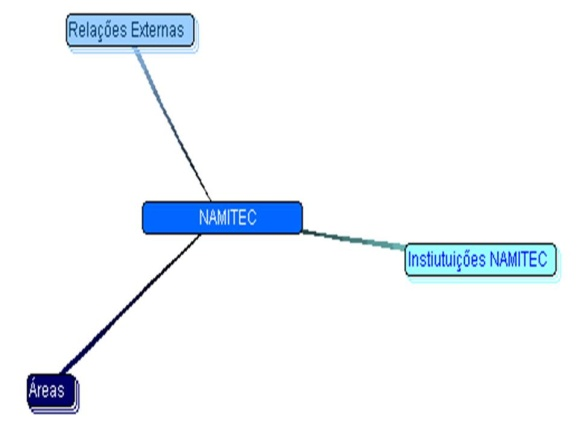 Relações Externas
NAMITEC
Instiutuições NAMITEC
Áreas